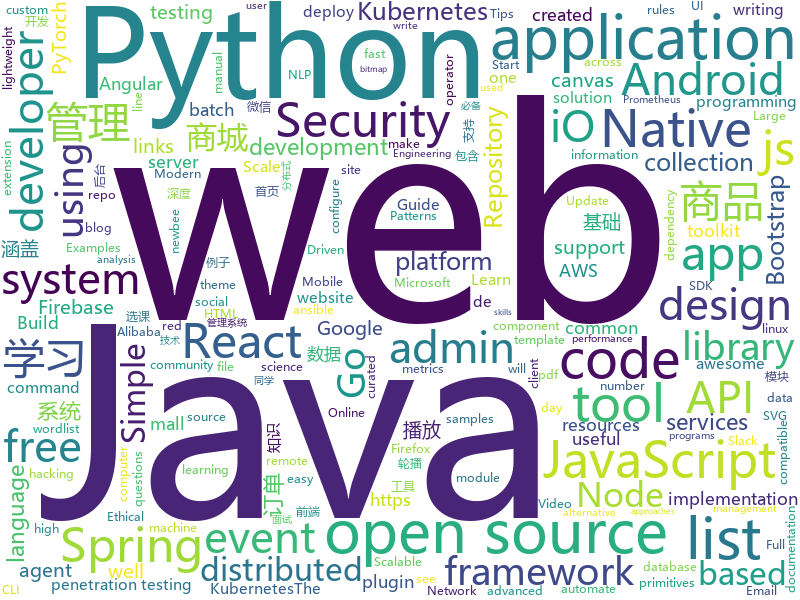 custom
开发
PyTorch
testing
deploy
Kubernetes
Tips
created
across
user
write
bitmap
fast
rules
UI
writing
lightweight
Angular
line
manual
NLP
Python
application
operator
Start
one
canvas
Android
Prometheus
Large
programming
管理
batch
微信
Security
iO
Native
js
extension
developer
using
商城
links
development
make
Engineering
used
必备
支持
包含
solution
information
collection
server
Scale
site
Repository
Modern
后台
repo
深度
分布式
首页
configure
Guide
Patterns
Update
dependency
商品
toolkit
Bootstrap
涵盖
blog
Examples
newbee
Driven
基础
support
analysis
例子
platform
Learn
AWS
app
system
theme
Mobile
Microsoft
de
SDK
Firebase
social
website
skills
design
Build
选课
HTML
ansible
common
component
linux
Alibaba
管理系统
red
Google
template
performance
web
Java
学习
Simple
技术
React
Go
数据
admin
code
library
community
file
同学
science
curated
metrics
client
will
pdf
awesome
command
number
data
模块
系统
mall
source
Online
tool
API
wordlist
day
SVG
compatibleG
free
questions
知识
播放
samples
resources
services
language
computer
hacking
订单
Firefox
轮播
useful
programs
Slack
JavaScript
learning
remote
easy
工具
module
Node
implementation
Spring
event
https
Video
alternative
approaches
management
high
Ethical
前端
open source
list
machine
面试
Scalable
database
Full
agent
well
distributed
framework
based
documentation
penetration testing
KubernetesThe
plugin
see
primitives
CLI
Network
advanced
automate
Email